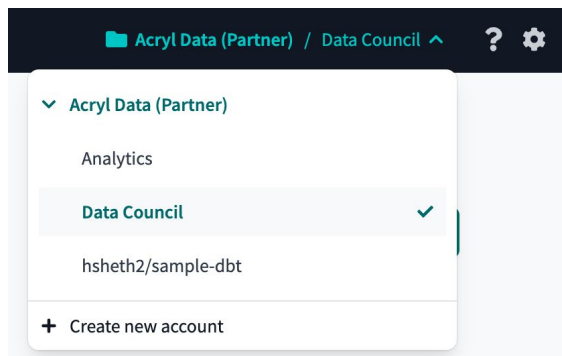 Acryl Data (Partner) / Data Council ?
Acryl Data (Partner)
Analytics
Data Council
hsheth2/sample-dbt
+ Create new account